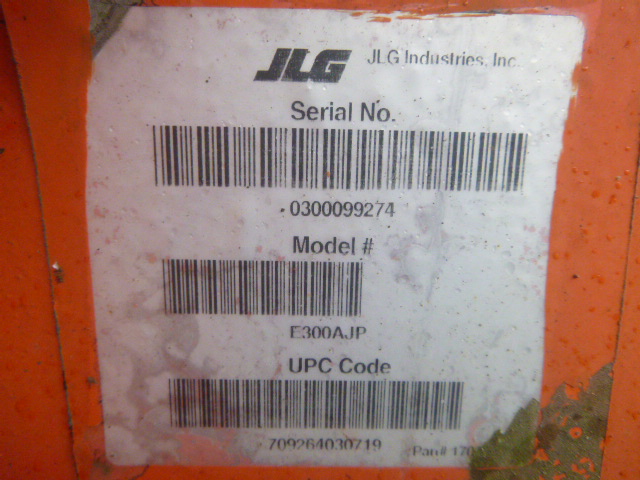 JLG JLG Industries, Inc.
Serial No.
0300099274
Model #
E300AJP
UPC Code
709264030719